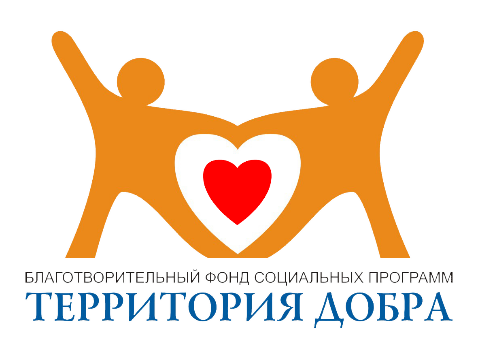 БЛАГОТВОРИТЕЛЬНЫЙ ФОНД СОЦИАЛЬНЫХ ПРОГРАММ
ТЕРРИТОРИЯ ДОБРА